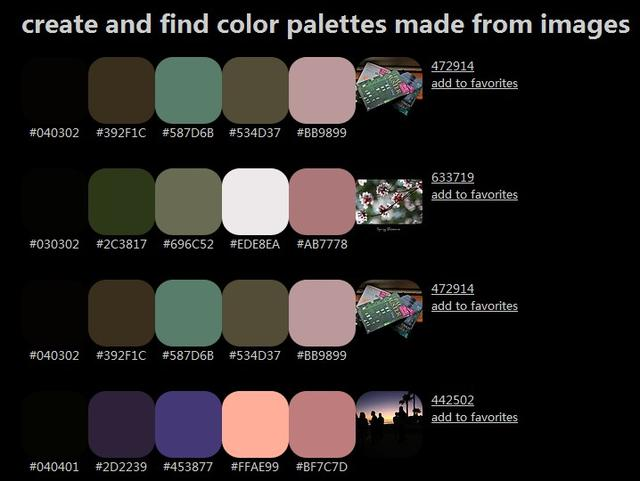 create and find color palettes made from images
472914
add to favorites
#040302 #392F1C #587D6B #534D37 #BB9899
633719
add to favorites
#030302 #2C3817 #696C52 #EDE8EA #AB7778
472914
add to favorites
#040302 #392F1C #587D6B #534D37 #BB9899
442502
add to favorites
#040401 #2D2239 #453877 #FFAE99 #BF7C7D